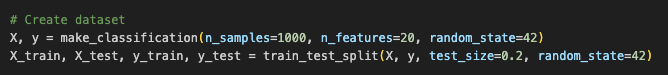 # Create dataset
X, y = make_classification(n_samples=1000, n_features=20, random_state=42)
X_train, X_test, y_train, y_test = train_test_split(X, y, test_size=0.2, random_state=42)